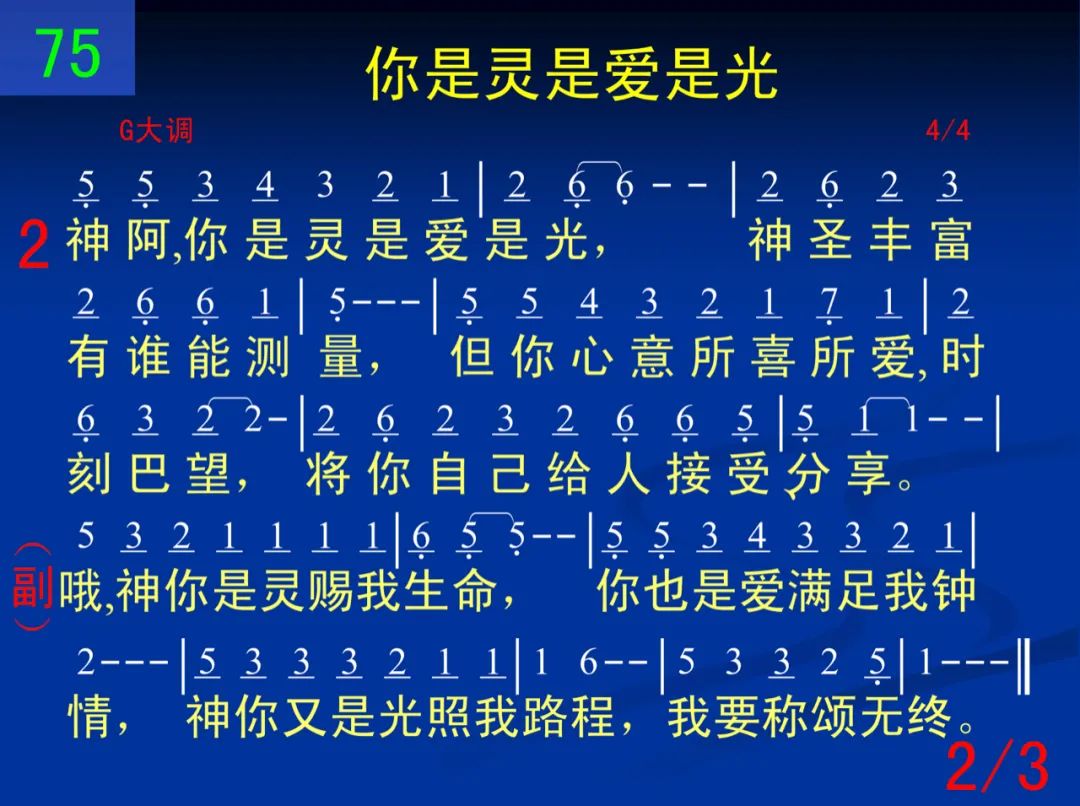 75
你是灵是爱是光
G大调 4/4
5 5 3 4 3 2 1 | 2 6 6 - - | 2 6 2 3
2 神阿,你是灵是爱是光， 神圣丰富
2 6 6 1 | 5 - - - | 5 5 4 3 2 1 7 1 | 2
有谁能测量， 但你心意所喜所爱,时
6 3 2 2 - | 2 6 2 3 2 6 6 5 | 5 1 1 - - |
刻巴望， 将你自己给人接受、分享。
5 3 2 1 1 1 1 | 6 5 5 - - | 5 5 3 4 3 3 2 1 |
（副） 哦,神你是灵赐我生命， 你也是爱满足我钟
2 - - - | 5 3 3 3 2 1 1 | 1 6 - - | 5 3 3 2 5 | 1 - - - ||
情， 神你又是光照我路程，我要称颂无终。
2/3